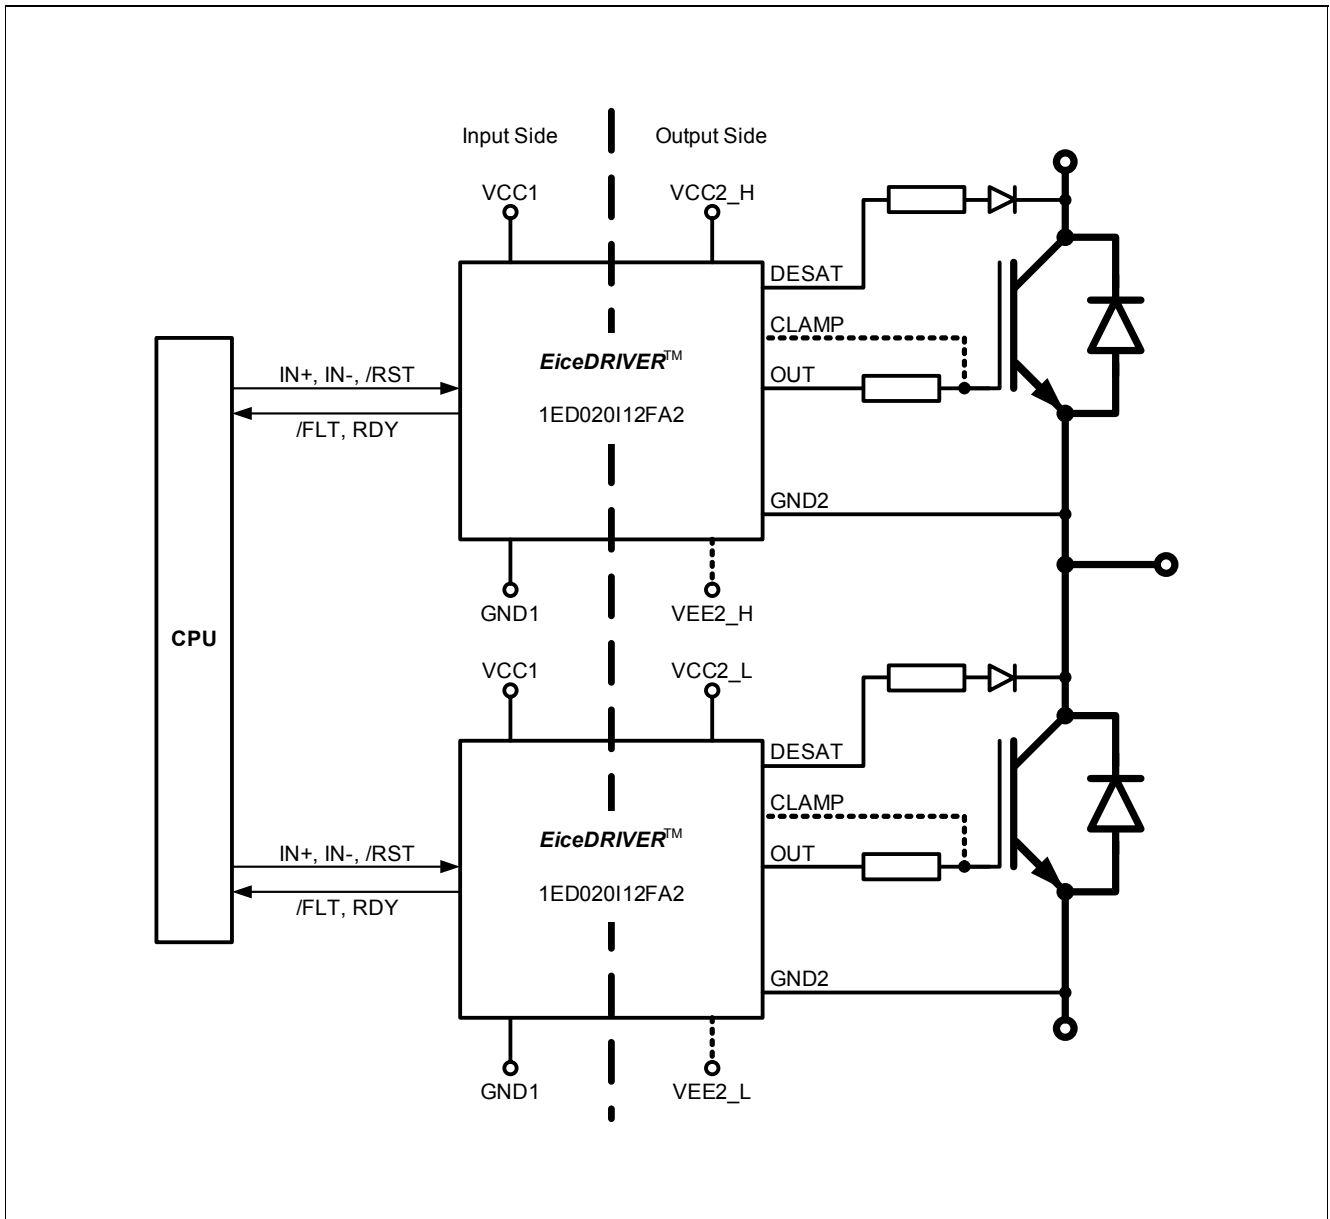 Input Side
Output Side
VCC1
VCC2_H
DESAT
CLAMP
EiceDRIVER™
OUT
IN+, IN-, /RST
1ED020I12FA2
/FLT, RDY
GND2
GND1
VEE2_H
CPU
VCC1
VCC2_L
DESAT
CLAMP
EiceDRIVER™
OUT
IN+, IN-, /RST
1ED020I12FA2
/FLT, RDY
GND2
GND1
VEE2_L